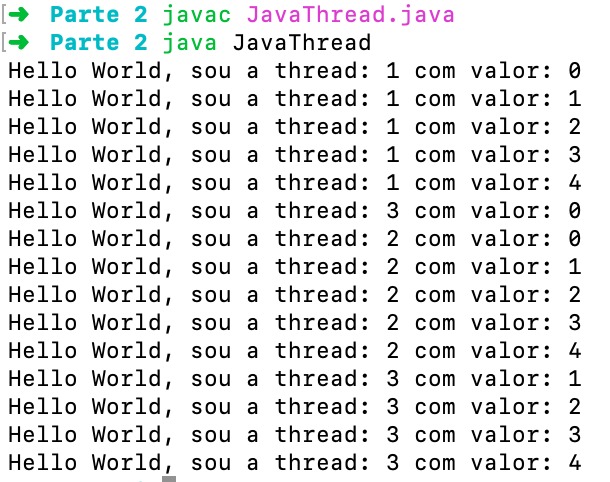 [➜ Parte 2 javac JavaThread.java
[➜ Parte 2 java JavaThread
Hello World, sou a thread: 1 com valor: 0
Hello World, sou a thread: 1 com valor: 1
Hello World, sou a thread: 1 com valor: 2
Hello World, sou a thread: 1 com valor: 3
Hello World, sou a thread: 1 com valor: 4
Hello World, sou a thread: 3 com valor: 0
Hello World, sou a thread: 2 com valor: 0
Hello World, sou a thread: 2 com valor: 1
Hello World, sou a thread: 2 com valor: 2
Hello World, sou a thread: 2 com valor: 3
Hello World, sou a thread: 2 com valor: 4
Hello World, sou a thread: 3 com valor: 1
Hello World, sou a thread: 3 com valor: 2
Hello World, sou a thread: 3 com valor: 3
Hello World, sou a thread: 3 com valor: 4